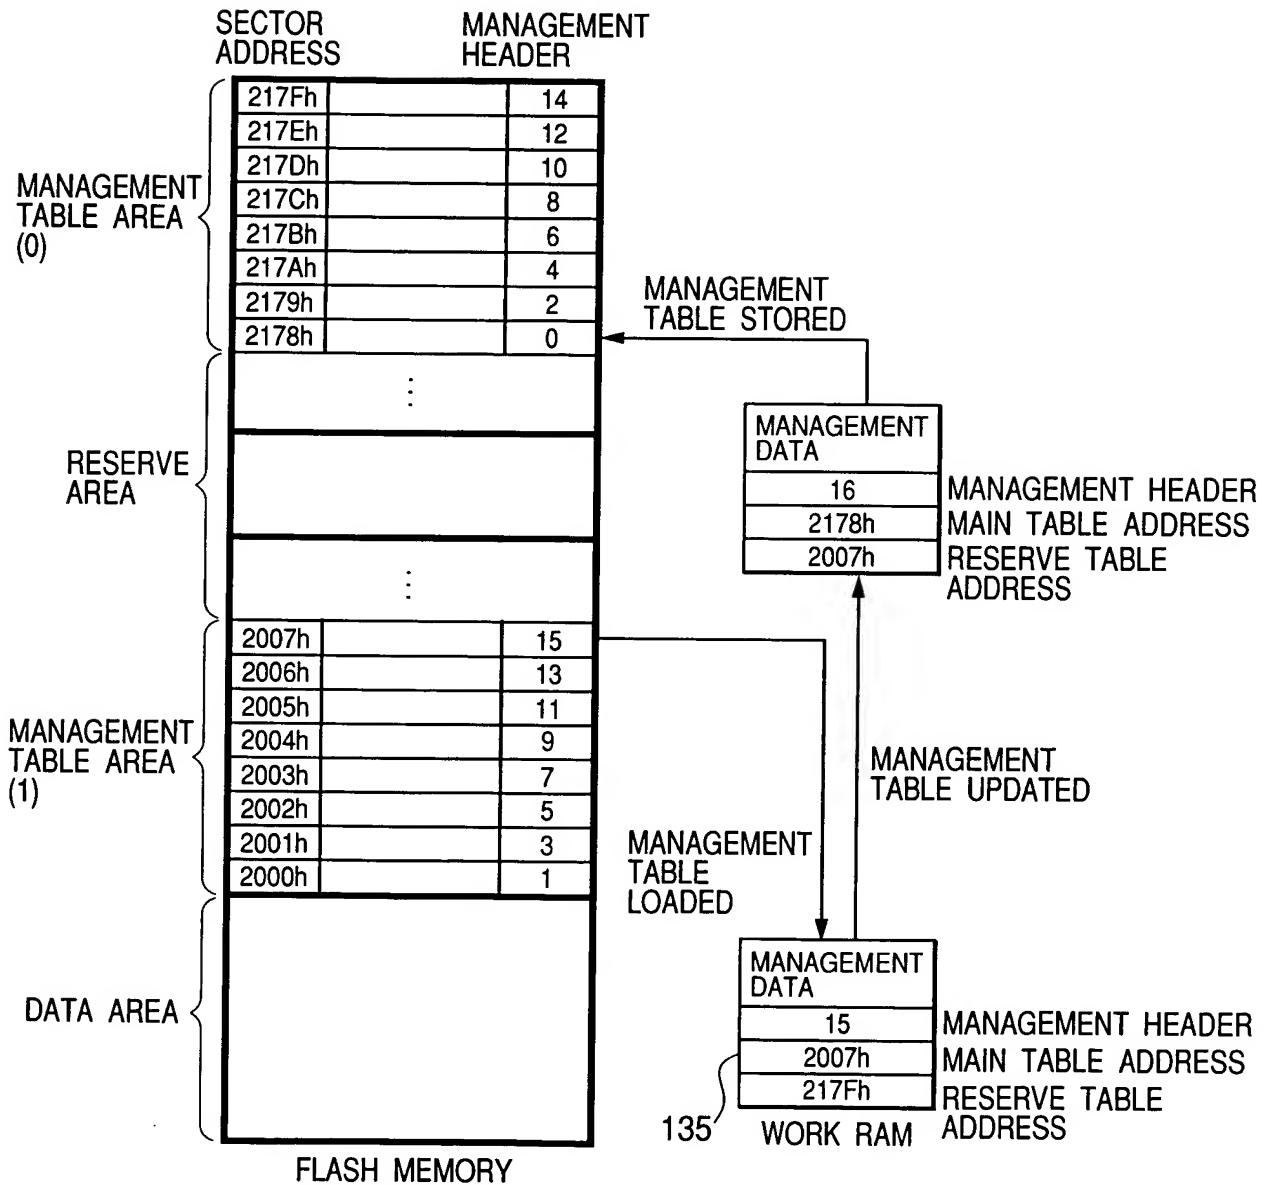 SECTOR
ADDRESS
MANAGEMENT
HEADER
MANAGEMENT
TABLE AREA
(0)
217Fh 14
217Eh 12
217Dh 10
217Ch 8
217Bh 6
217Ah 4
2179h 2
2178h 0
MANAGEMENT
TABLE STORED
RESERVE
AREA
MANAGEMENT
DATA
16 MANAGEMENT HEADER
2178h MAIN TABLE ADDRESS
2007h RESERVE TABLE
ADDRESS
MANAGEMENT
TABLE AREA
(1)
2007h 15
2006h 13
2005h 11
2004h 9
2003h 7
2002h 5
2001h 3
2000h 1
MANAGEMENT
TABLE UPDATED
MANAGEMENT
TABLE
LOADED
DATA AREA
MANAGEMENT
DATA
15 MANAGEMENT HEADER
2007h MAIN TABLE ADDRESS
217Fh RESERVE TABLE
ADDRESS
135
WORK RAM
FLASH MEMORY